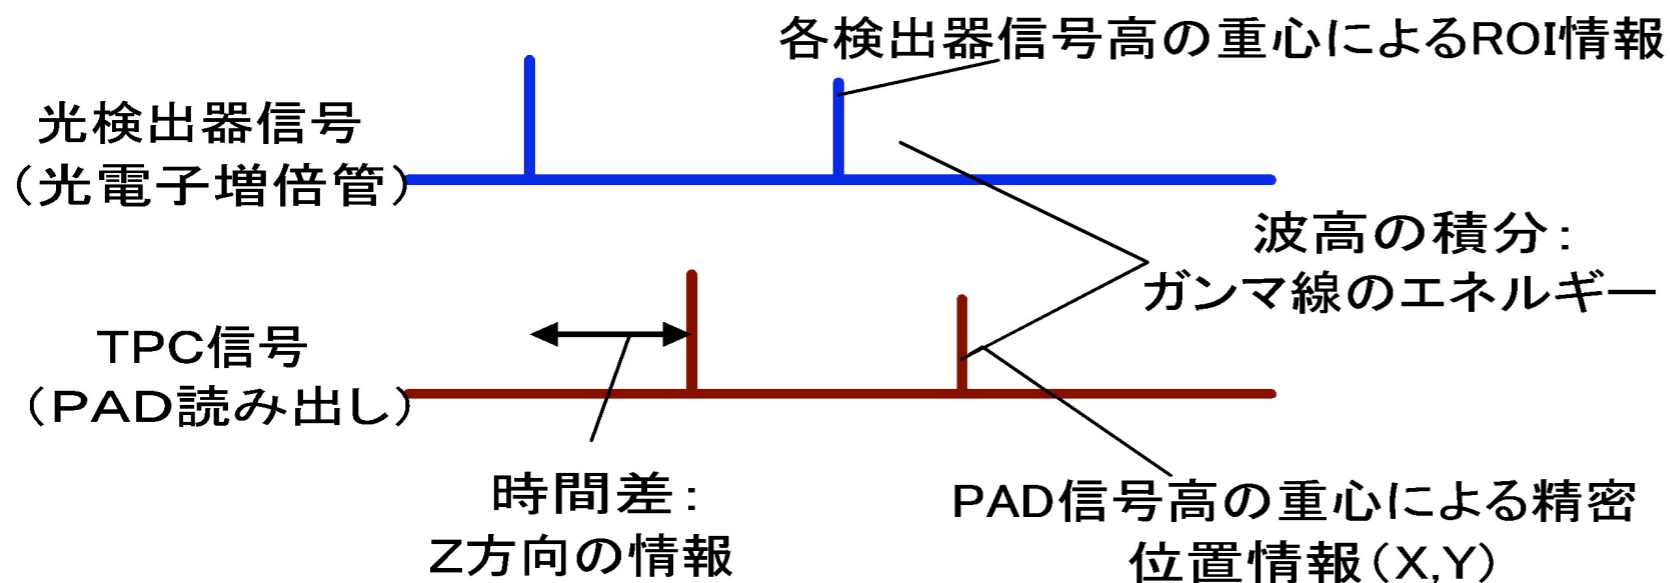 各検出器信号高の重心によるROI情報
光検出器信号
（光電子増倍管）
波高の積分：
ガンマ線のエネルギー
TPC信号
（PAD読み出し）
時間差：
Z方向の情報
PAD信号高の重心による精密
位置情報（X,Y）